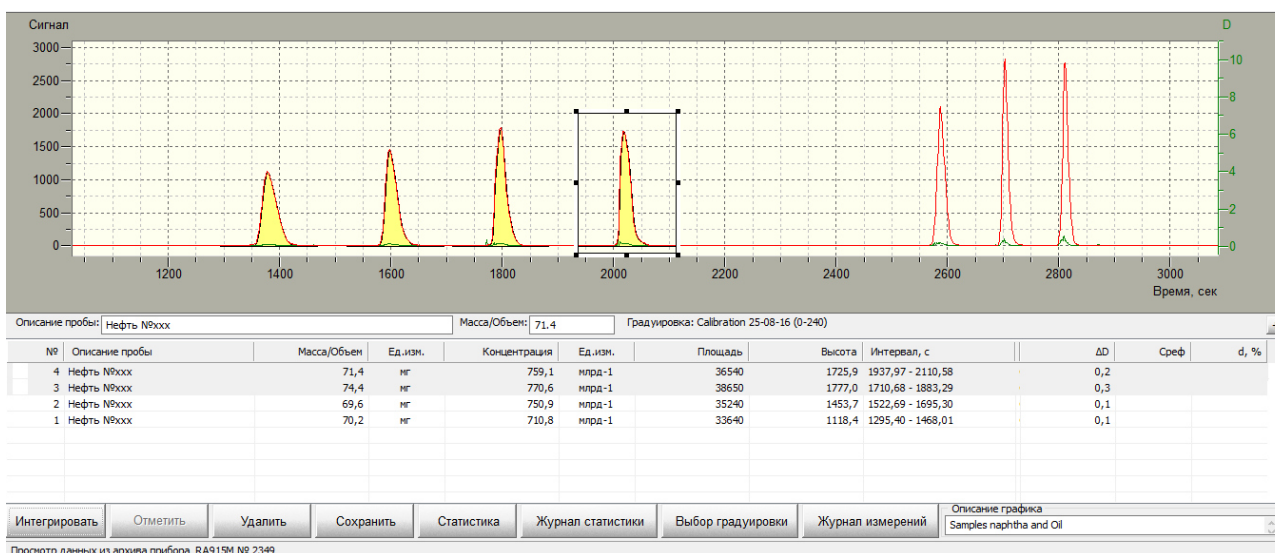 Сигнал D
3000 10
2500 8
2000 6
1500 4
1000 2
500 0
0
1200 1400 1600 1800 2000 2200 2400 2600 2800 3000
Время, сек
Описание пробы: Нефть №xxx Масса/Объем: 71.4 Градуировка: Calibration 25-08-16 (0-240)
№ Описание пробы Масса/Объем Ед.изм. Концентрация Ед.изм. Площадь Высота Интервал, с ΔD Cреф d, %
4 Нефть №xxx 71,4 мг 759,1 млрд-1 36540 1725,9 1937,97 - 2110,58 0,2
3 Нефть №xxx 74,4 мг 770,6 млрд-1 38650 1777,0 1710,68 - 1883,29 0,3
2 Нефть №xxx 69,6 мг 750,9 млрд-1 35240 1453,7 1522,69 - 1695,30 0,1
1 Нефть №xxx 70,2 мг 710,8 млрд-1 33640 1118,4 1295,40 - 1468,01 0,1
Интегрировать Отметить Удалить Сохранить Статистика Журнал статистики Выбор градуировки Журнал измерений Описание графика
Samples naphtha and Oil
Просмотр данных из архива прибора RA915M № 2349